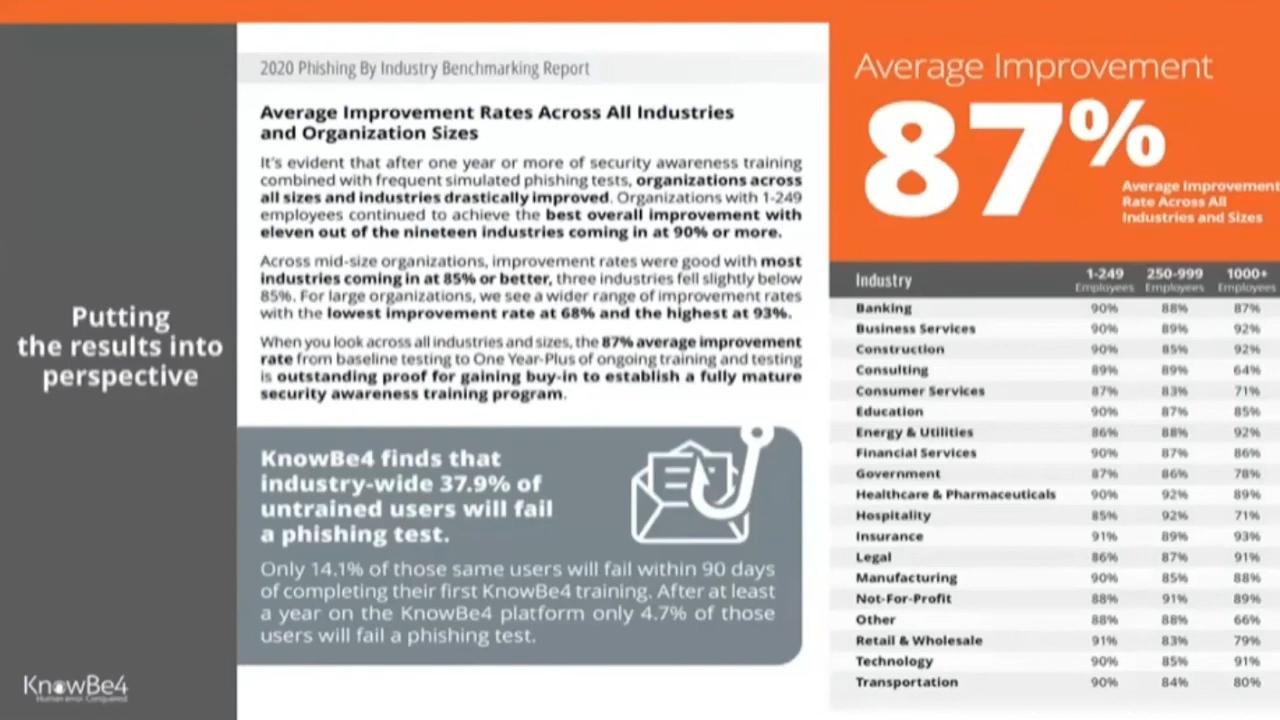 Putting
the results into
perspective
KnowBe4
Human error. Conquered.
2020 Phishing By Industry Benchmarking Report
Average Improvement Rates Across All Industries
and Organization Sizes
It's evident that after one year or more of security awareness training
combined with frequent simulated phishing tests, organizations across
all sizes and industries drastically improved. Organizations with 1-249
employees continued to achieve the best overall improvement with
eleven out of the nineteen industries coming in at 90% or more.
Across mid-size organizations, improvement rates were good with most
industries coming in at 85% or better, three industries fell slightly below
85%. For large organizations, we see a wider range of improvement rates
with the lowest improvement rate at 68% and the highest at 93%.
When you look across all industries and sizes, the 87% average improvement
rate from baseline testing to One Year-Plus of ongoing training and testing
is outstanding proof for gaining buy-in to establish a fully mature
security awareness training program.
KnowBe4 finds that
industry-wide 37.9% of
untrained users will fail
a phishing test.
Only 14.1% of those same users will fail within 90 days
of completing their first KnowBe4 training. After at least
a year on the KnowBe4 platform only 4.7% of those
users will fail a phishing test.
Average Improvement
87%
Average Improvement
Rate Across All
Industries and Sizes
Industry 1-249 250-999 1000+
Employees Employees Employees
Banking 90% 88% 87%
Business Services 90% 89% 92%
Construction 90% 85% 92%
Consulting 89% 89% 64%
Consumer Services 87% 83% 71%
Education 90% 87% 85%
Energy & Utilities 86% 88% 92%
Financial Services 90% 87% 86%
Government 87% 86% 78%
Healthcare & Pharmaceuticals 90% 92% 89%
Hospitality 85% 92% 71%
Insurance 91% 89% 93%
Legal 86% 87% 91%
Manufacturing 90% 85% 88%
Not-For-Profit 88% 91% 89%
Other 88% 88% 66%
Retail & Wholesale 91% 83% 79%
Technology 90% 85% 91%
Transportation 90% 84% 80%